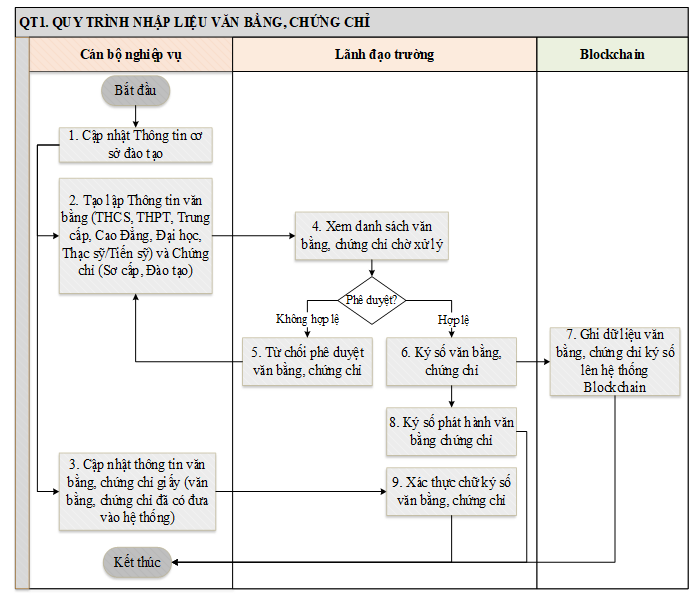 QT1. QUY TRÌNH NHẬP LIỆU VĂN BẰNG, CHỨNG CHỈ
Cán bộ nghiệp vụ
Lãnh đạo trường
Blockchain
Bắt đầu
1. Cập nhật Thông tin cơ
sở đào tạo
2. Tạo lập Thông tin văn
bằng (THCS, THPT, Trung
cấp, Cao Đẳng, Đại học,
Thạc sỹ/Tiến sỹ) và Chứng
chỉ (Sơ cấp, Đào tạo)
4. Xem danh sách văn
bằng, chứng chỉ chờ xử lý
Phê duyệt?
Không hợp lệ
Hợp lệ
5. Từ chối phê duyệt
văn bằng, chứng chỉ
6. Ký số văn bằng,
chứng chỉ
7. Ghi dữ liệu văn
bằng, chứng chỉ ký số
lên hệ thống
Blockchain
8. Ký số phát hành văn
bằng chứng chỉ
3. Cập nhật thông tin văn
bằng, chứng chỉ giấy (văn
bằng, chứng chỉ đã có đưa
vào hệ thống)
9. Xác thực chữ ký số
văn bằng, chứng chỉ
Kết thúc